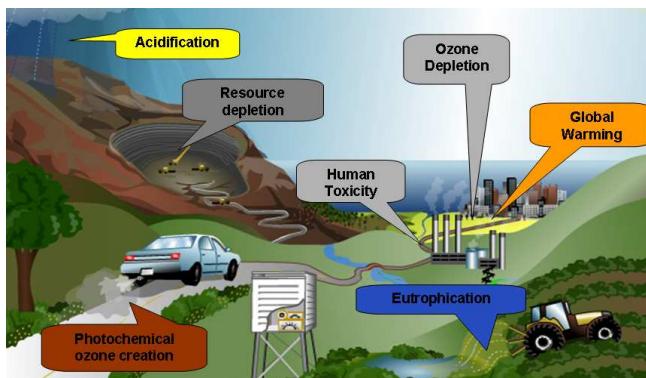 Acidification
Ozone
Depletion
Resource
depletion
Global
Warming
Human
Toxicity
Eutrophication
Photochemical
ozone creation